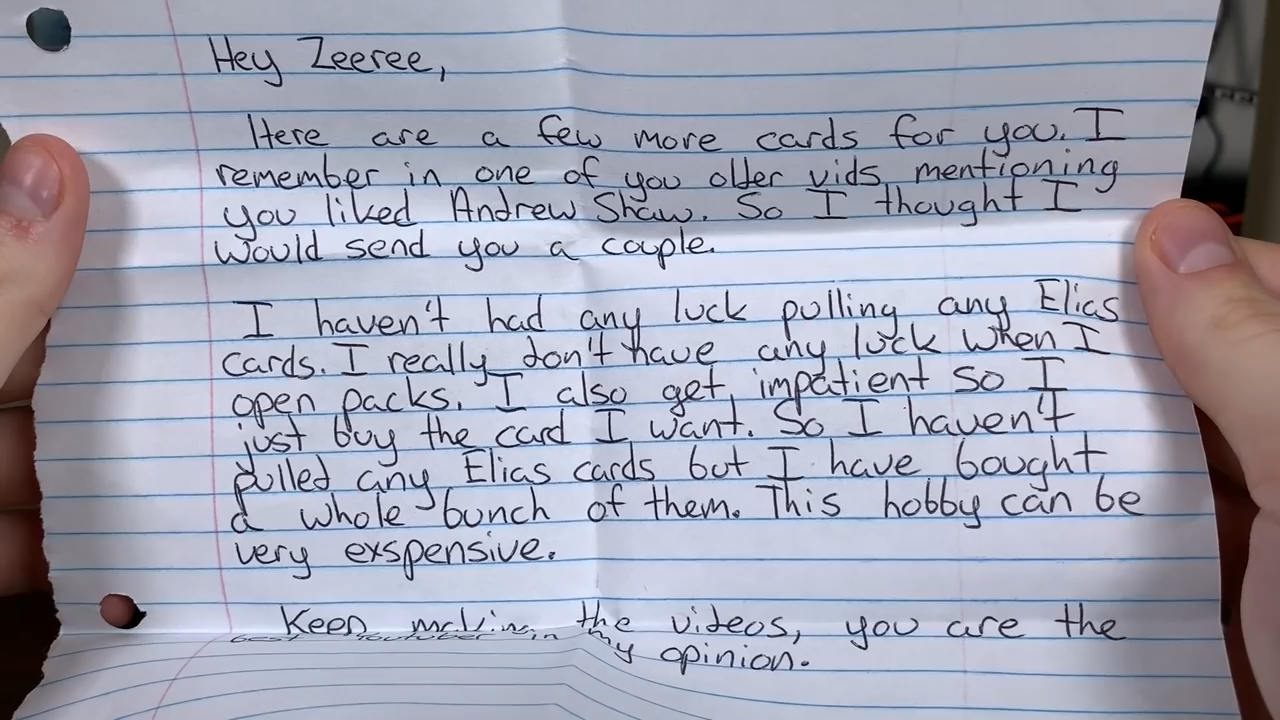 Hey Zeeree,
Here are a few more cards for you. I
remember in one of you older vids mentioning
you liked Andrew Shaw. So I thought I
would send you a couple.
I haven't had any luck pulling any Elias
cards. I really don't have any luck when I
open packs. I also get impatient so I
just buy the card I want. So I haven't
pulled any Elias cards but I have bought
a whole bunch of them. This hobby can be
very exspensive.
Keep making the videos, you are the
best Youtuber in my opinion.